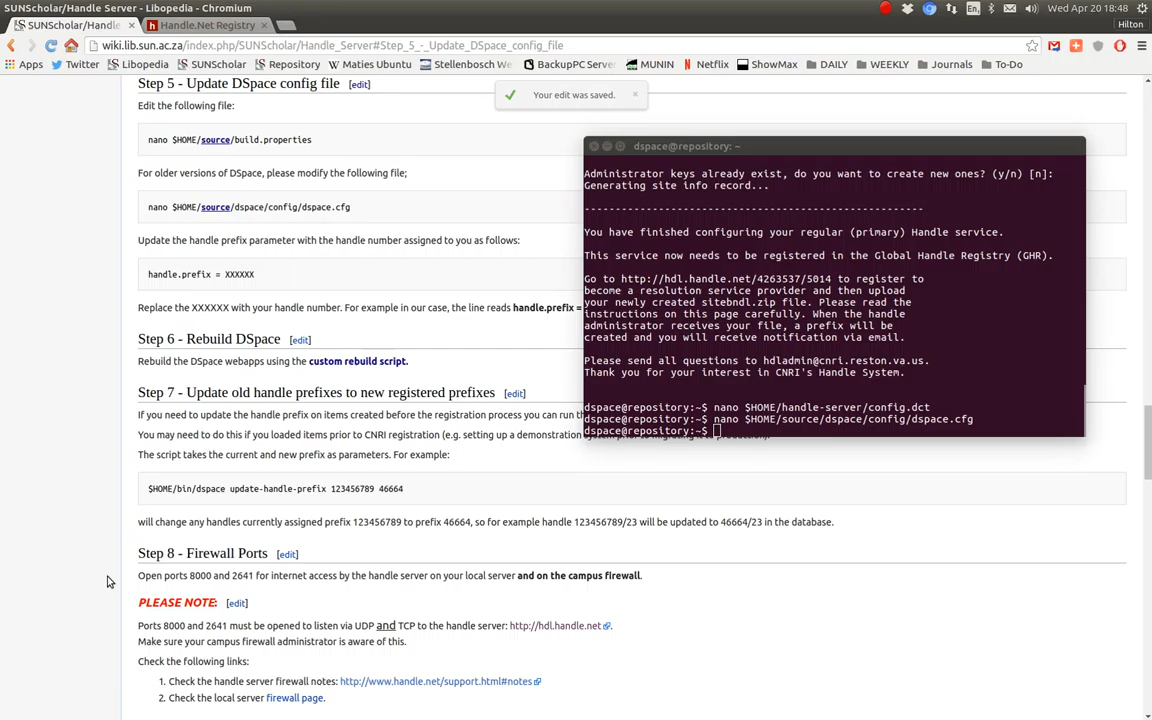 SUNScholar/Handle Server - Libopedia - Chromium
Wed Apr 20 18:48
En
SUNScholar/Handle
Handle.Net Registry
Hilton
wiki.lib.sun.ac.za/index.php/SUNScholar/Handle_Server#Step_5_-_Update_DSpace_config_file
Apps Twitter Libopedia SUNScholar Repository Maties Ubuntu Stellenbosch We BackupPC Server MUNIN Netflix ShowMax DAILY WEEKLY Journals To-Do
Step 5 - Update DSpace config file [edit]
Your edit was saved.
Edit the following file:
nano $HOME/source/build.properties
For older versions of DSpace, please modify the following file;
nano $HOME/source/dspace/config/dspace.cfg
Update the handle prefix parameter with the handle number assigned to you as follows:
handle.prefix = XXXXXX
Replace the XXXXXX with your handle number. For example in our case, the line reads handle.prefix =
Step 6 - Rebuild DSpace [edit]
Rebuild the DSpace webapps using the custom rebuild script.
Step 7 - Update old handle prefixes to new registered prefixes [edit]
If you need to update the handle prefix on items created before the registration process you can run th
You may need to do this if you loaded items prior to CNRI registration (e.g. setting up a demonstration
The script takes the current and new prefix as parameters. For example:
$HOME/bin/dspace update-handle-prefix 123456789 46664
will change any handles currently assigned prefix 123456789 to prefix 46664, so for example handle 123456789/23 will be updated to 46664/23 in the database.
Step 8 - Firewall Ports [edit]
Open ports 8000 and 2641 for internet access by the handle server on your local server and on the campus firewall.
PLEASE NOTE: [edit]
Ports 8000 and 2641 must be opened to listen via UDP and TCP to the handle server: http://hdl.handle.net.
Make sure your campus firewall administrator is aware of this.
Check the following links:
1. Check the handle server firewall notes: http://www.handle.net/support.html#notes
2. Check the local server firewall page.
dspace@repository: ~
Administrator keys already exist, do you want to create new ones? (y/n) [n]:
Generating site info record...
-------------------------------------------------------
You have finished configuring your regular (primary) Handle service.
This service now needs to be registered in the Global Handle Registry (GHR).
Go to http://hdl.handle.net/4263537/5014 to register to
become a resolution service provider and then upload
your newly created sitebndl.zip file. Please read the
instructions on this page carefully. When the handle
administrator receives your file, a prefix will be
created and you will receive notification via email.
Please send all questions to hdladmin@cnri.reston.va.us.
Thank you for your interest in CNRI's Handle System.
dspace@repository:~$ nano $HOME/handle-server/config.dct
dspace@repository:~$ nano $HOME/source/dspace/config/dspace.cfg
dspace@repository:~$